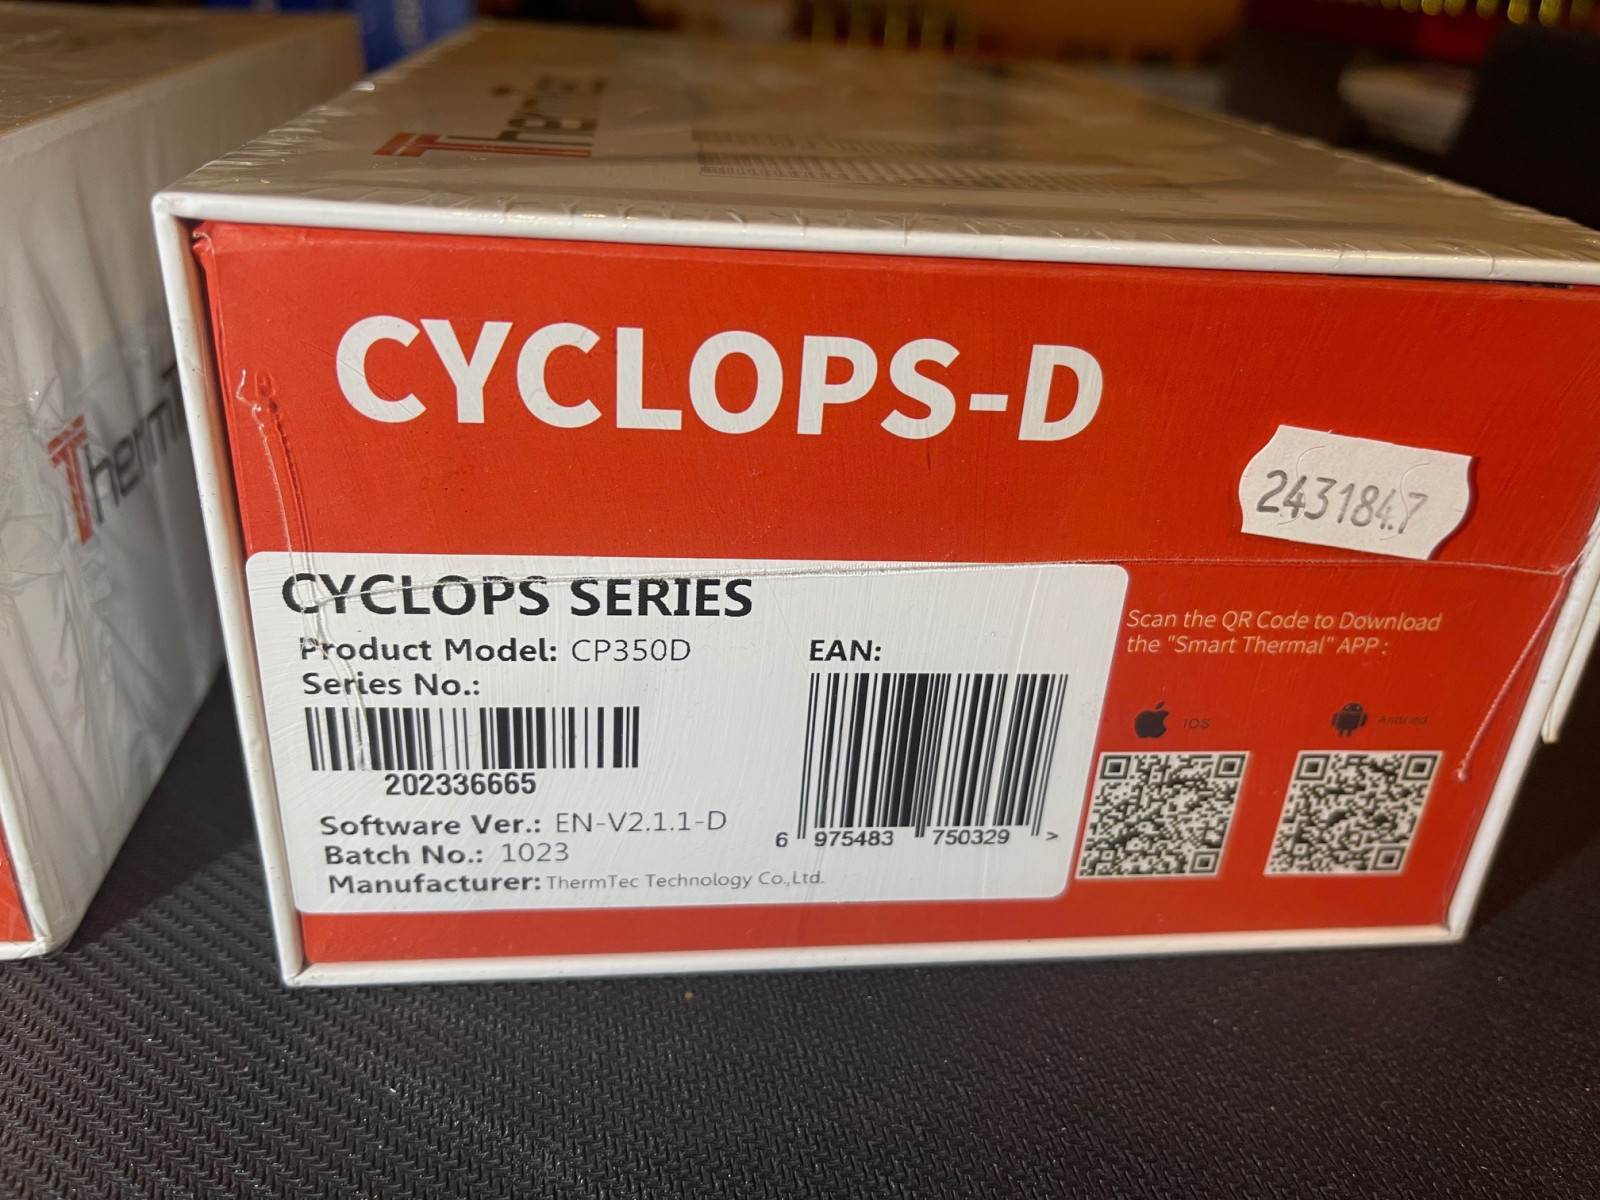 CYCLOPS-D
2431847
CYCLOPS SERIES
Product Model: CP350D
Series No.:
202336665
Software Ver.: EN-V2.1.1-D
Batch No.: 1023
Manufacturer: ThermTec Technology Co.,Ltd.
EAN:
6 975483 750329 >
Scan the QR Code to Download
the "Smart Thermal" APP :
IOS
Android